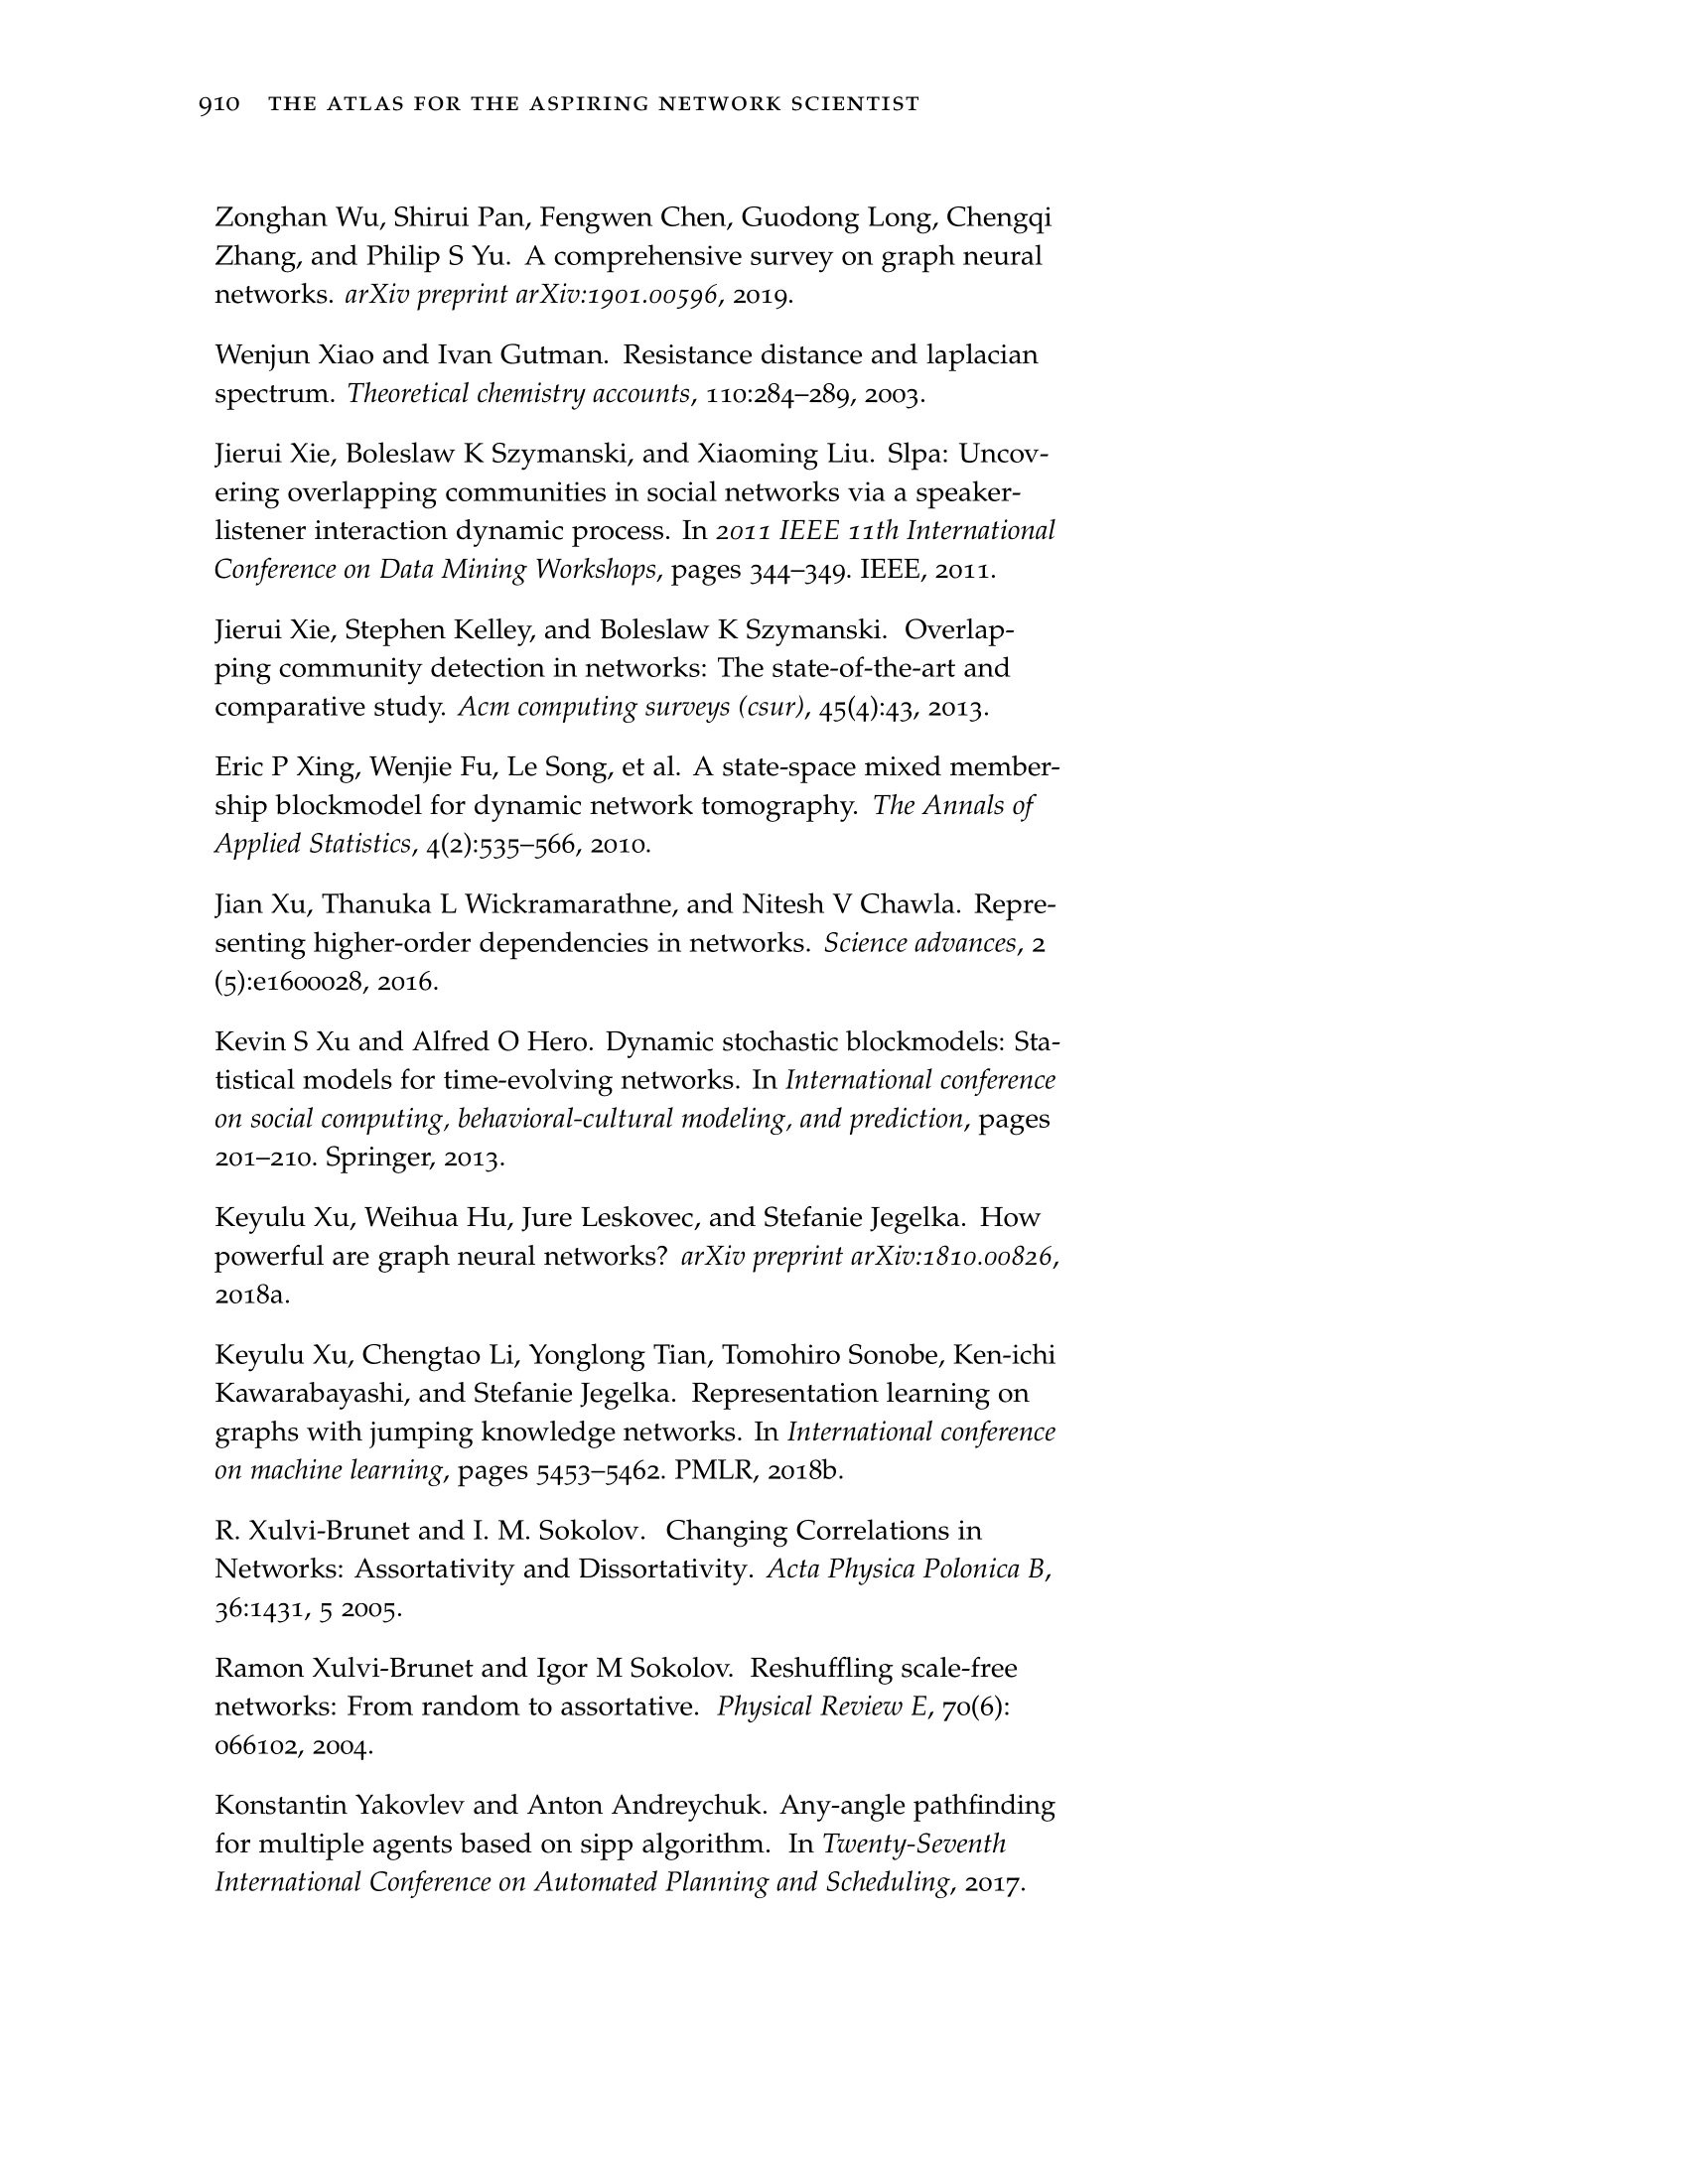 910 THE ATLAS FOR THE ASPIRING NETWORK SCIENTIST
Zonghan Wu, Shirui Pan, Fengwen Chen, Guodong Long, Chengqi
Zhang, and Philip S Yu. A comprehensive survey on graph neural
networks. arXiv preprint arXiv:1901.00596, 2019.
Wenjun Xiao and Ivan Gutman. Resistance distance and laplacian
spectrum. Theoretical chemistry accounts, 110:284–289, 2003.
Jierui Xie, Boleslaw K Szymanski, and Xiaoming Liu. Slpa: Uncov-
ering overlapping communities in social networks via a speaker-
listener interaction dynamic process. In 2011 IEEE 11th International
Conference on Data Mining Workshops, pages 344–349. IEEE, 2011.
Jierui Xie, Stephen Kelley, and Boleslaw K Szymanski. Overlap-
ping community detection in networks: The state-of-the-art and
comparative study. Acm computing surveys (csur), 45(4):43, 2013.
Eric P Xing, Wenjie Fu, Le Song, et al. A state-space mixed member-
ship blockmodel for dynamic network tomography. The Annals of
Applied Statistics, 4(2):535–566, 2010.
Jian Xu, Thanuka L Wickramarathne, and Nitesh V Chawla. Repre-
senting higher-order dependencies in networks. Science advances, 2
(5):e1600028, 2016.
Kevin S Xu and Alfred O Hero. Dynamic stochastic blockmodels: Sta-
tistical models for time-evolving networks. In International conference
on social computing, behavioral-cultural modeling, and prediction, pages
201–210. Springer, 2013.
Keyulu Xu, Weihua Hu, Jure Leskovec, and Stefanie Jegelka. How
powerful are graph neural networks? arXiv preprint arXiv:1810.00826,
2018a.
Keyulu Xu, Chengtao Li, Yonglong Tian, Tomohiro Sonobe, Ken-ichi
Kawarabayashi, and Stefanie Jegelka. Representation learning on
graphs with jumping knowledge networks. In International conference
on machine learning, pages 5453–5462. PMLR, 2018b.
R. Xulvi-Brunet and I. M. Sokolov. Changing Correlations in
Networks: Assortativity and Dissortativity. Acta Physica Polonica B,
36:1431, 5 2005.
Ramon Xulvi-Brunet and Igor M Sokolov. Reshuffling scale-free
networks: From random to assortative. Physical Review E, 70(6):
066102, 2004.
Konstantin Yakovlev and Anton Andreychuk. Any-angle pathfinding
for multiple agents based on sipp algorithm. In Twenty-Seventh
International Conference on Automated Planning and Scheduling, 2017.